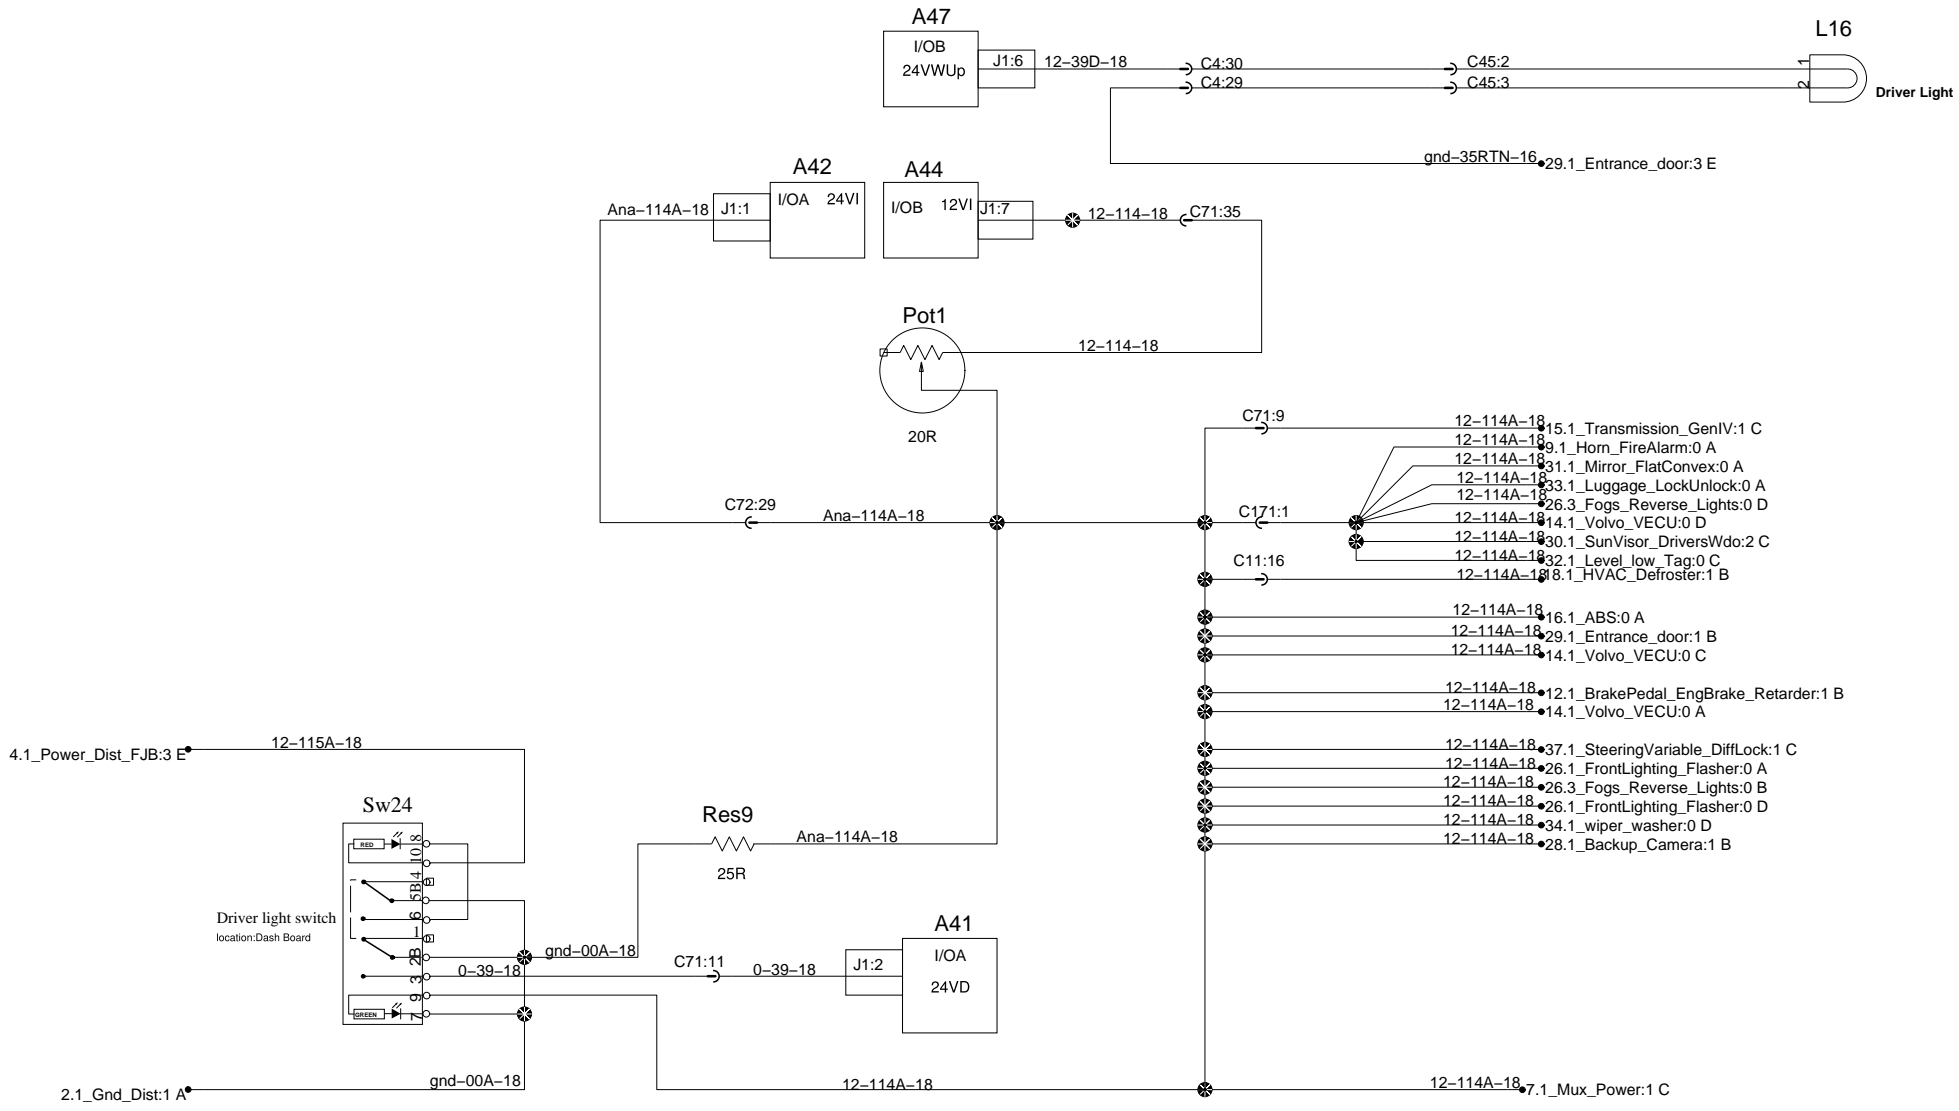 A47
I/OB
24VWUp
J1:6
12-39D-18
C4:30
C45:2
C4:29
C45:3
L16
1
2
Driver Light
gnd-35RTN-16
29.1_Entrance_door:3 E
A42
I/OA 24VI
J1:1
Ana-114A-18
A44
I/OB 12VI
J1:7
12-114-18
C71:35
Pot1
12-114-18
20R
C71:9
12-114A-18
15.1_Transmission_GenIV:1 C
12-114A-18
9.1_Horn_FireAlarm:0 A
12-114A-18
31.1_Mirror_FlatConvex:0 A
12-114A-18
33.1_Luggage_LockUnlock:0 A
12-114A-18
26.3_Fogs_Reverse_Lights:0 D
C72:29
Ana-114A-18
C171:1
12-114A-18
14.1_Volvo_VECU:0 D
12-114A-18
30.1_SunVisor_DriversWdo:2 C
12-114A-18
32.1_Level_low_Tag:0 C
C11:16
12-114A-18
18.1_HVAC_Defroster:1 B
12-114A-18
16.1_ABS:0 A
12-114A-18
29.1_Entrance_door:1 B
12-114A-18
14.1_Volvo_VECU:0 C
12-114A-18
12.1_BrakePedal_EngBrake_Retarder:1 B
12-114A-18
14.1_Volvo_VECU:0 A
12-114A-18
37.1_SteeringVariable_DiffLock:1 C
12-114A-18
26.1_FrontLighting_Flasher:0 A
12-114A-18
26.3_Fogs_Reverse_Lights:0 B
12-114A-18
26.1_FrontLighting_Flasher:0 D
12-114A-18
34.1_wiper_washer:0 D
12-114A-18
28.1_Backup_Camera:1 B
4.1_Power_Dist_FJB:3 E
12-115A-18
Sw24
RED
8
10
4
5B
6
1
2B
3
9
7
GREEN
Driver light switch
location:Dash Board
Res9
Ana-114A-18
25R
gnd-00A-18
0-39-18
C71:11
0-39-18
A41
I/OA
24VD
J1:2
2.1_Gnd_Dist:1 A
gnd-00A-18
12-114A-18
12-114A-18
7.1_Mux_Power:1 C